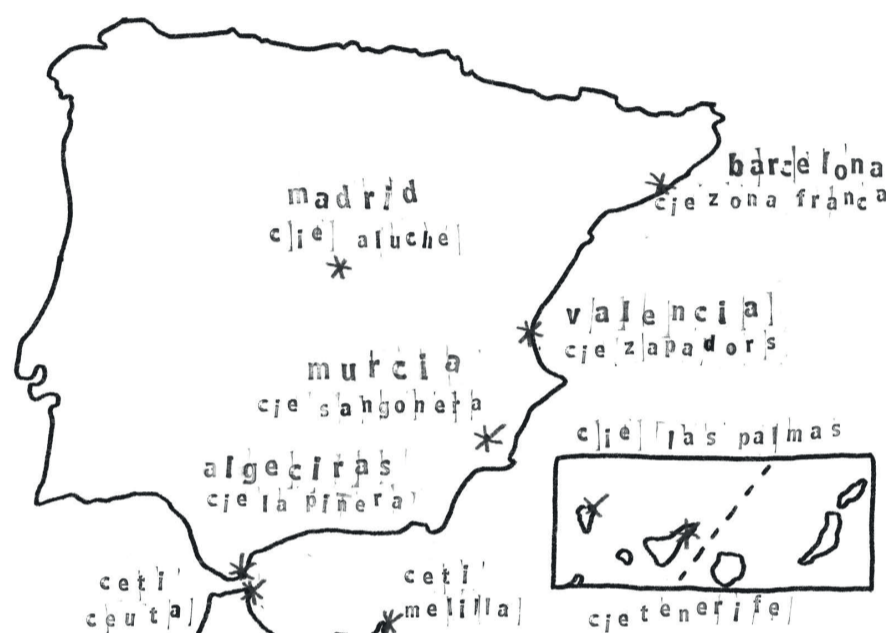 barcelona
cie zona franca
madrid
cie aluche
valencia
cie zapadors
murcia
cie sangonera
cie las palmas
algeciras
cie la piñera
ceti
ceuta
ceti
melilla
cie tenerife